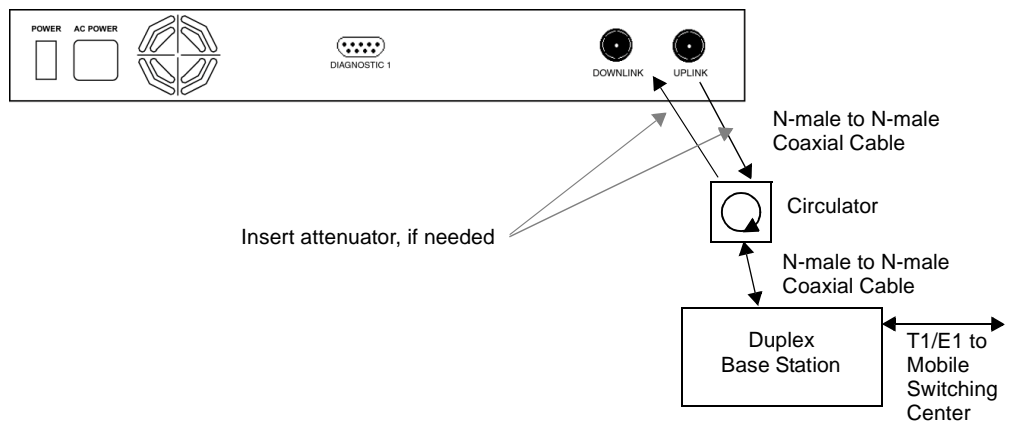 POWER
AC POWER
DIAGNOSTIC 1
DOWNLINK
UPLINK
N-male to N-male
Coaxial Cable
Circulator
Insert attenuator, if needed
N-male to N-male
Coaxial Cable
Duplex
Base Station
T1/E1 to
Mobile
Switching
Center